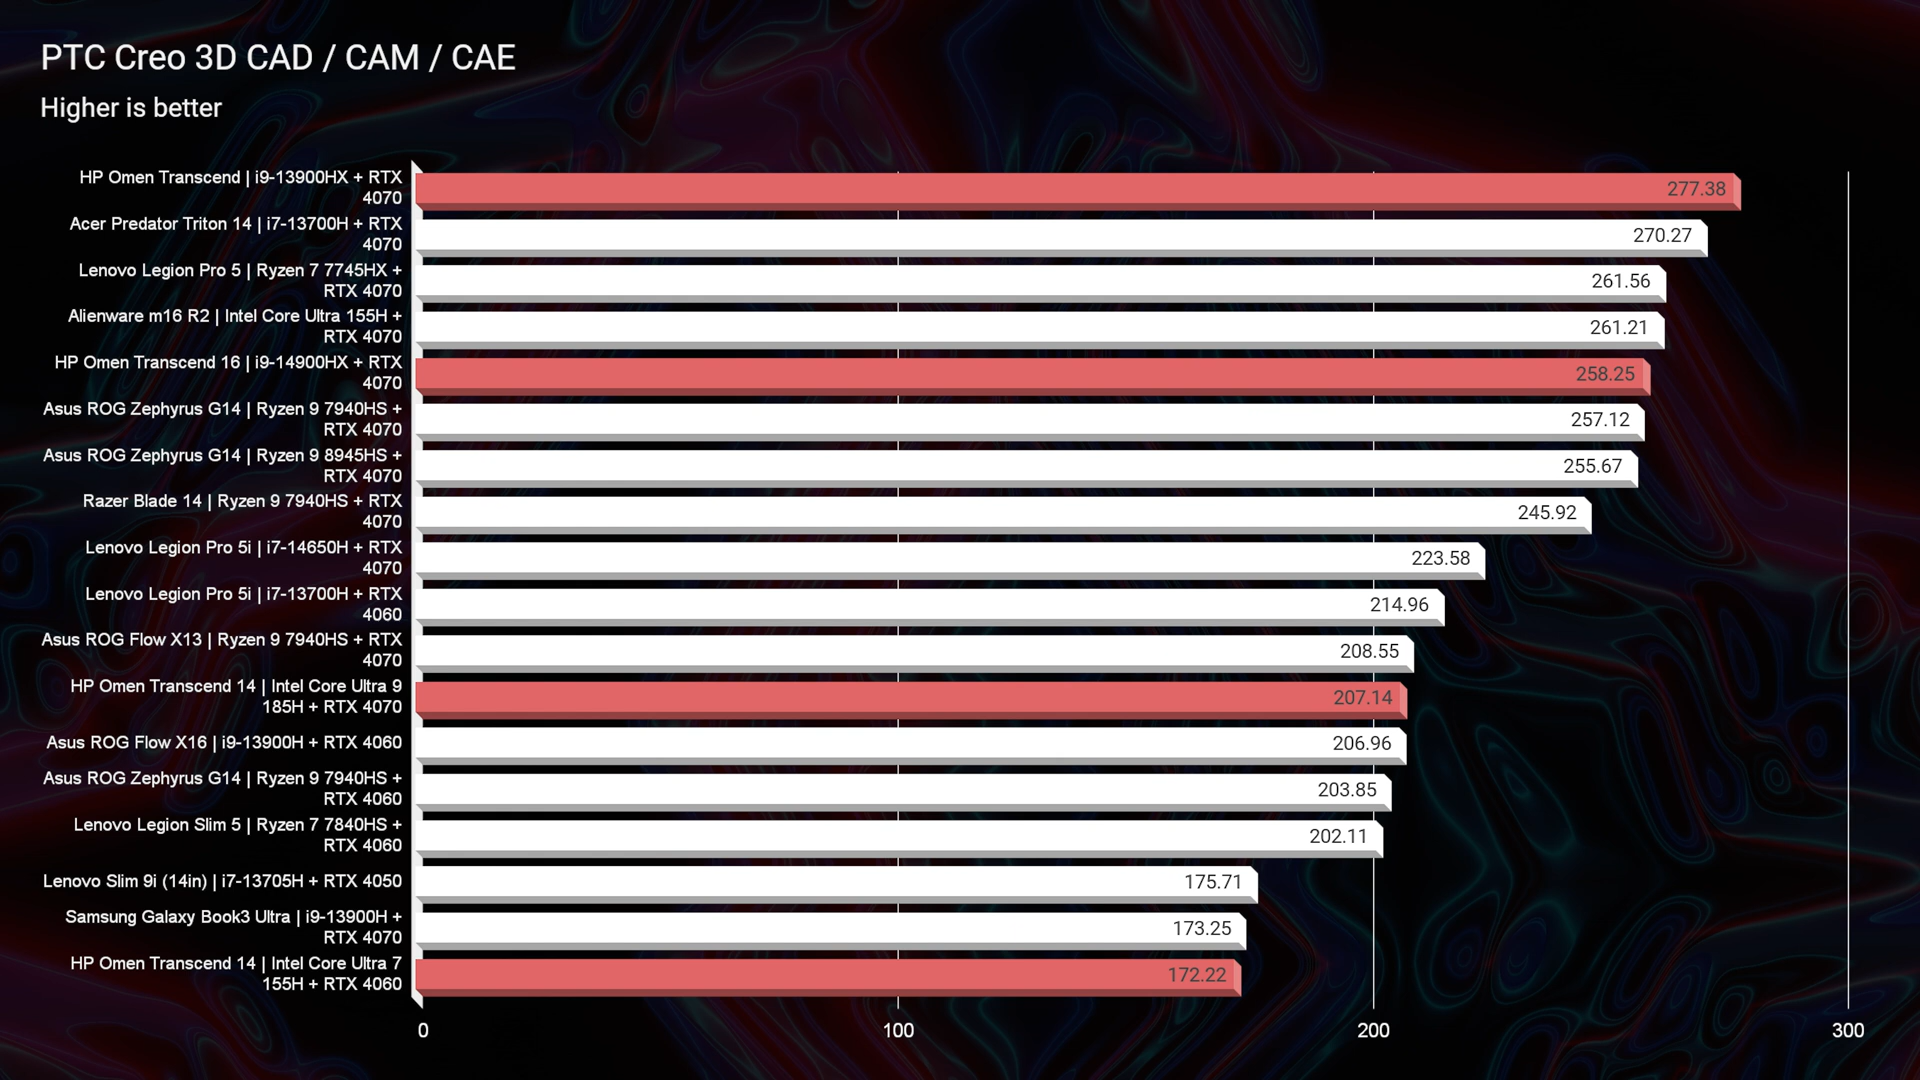 PTC Creo 3D CAD / CAM / CAE
Higher is better
HP Omen Transcend | i9-13900HX + RTX
4070
277.38
Acer Predator Triton 14 | i7-13700H + RTX
4070
270.27
Lenovo Legion Pro 5 | Ryzen 7 7745HX +
RTX 4070
261.56
Alienware m16 R2 | Intel Core Ultra 155H +
RTX 4070
261.21
HP Omen Transcend 16 | i9-14900HX + RTX
4070
258.25
Asus ROG Zephyrus G14 | Ryzen 9 7940HS +
RTX 4070
257.12
Asus ROG Zephyrus G14 | Ryzen 9 8945HS +
RTX 4070
255.67
Razer Blade 14 | Ryzen 9 7940HS + RTX
4070
245.92
Lenovo Legion Pro 5i | i7-14650H + RTX
4070
223.58
Lenovo Legion Pro 5i | i7-13700H + RTX
4060
214.96
Asus ROG Flow X13 | Ryzen 9 7940HS + RTX
4070
208.55
HP Omen Transcend 14 | Intel Core Ultra 9
185H + RTX 4070
207.14
Asus ROG Flow X16 | i9-13900H + RTX 4060
206.96
Asus ROG Zephyrus G14 | Ryzen 9 7940HS +
RTX 4060
203.85
Lenovo Legion Slim 5 | Ryzen 7 7840HS +
RTX 4060
202.11
Lenovo Slim 9i (14in) | i7-13705H + RTX 4050
175.71
Samsung Galaxy Book3 Ultra | i9-13900H +
RTX 4070
173.25
HP Omen Transcend 14 | Intel Core Ultra 7
155H + RTX 4060
172.22
0
100
200
300